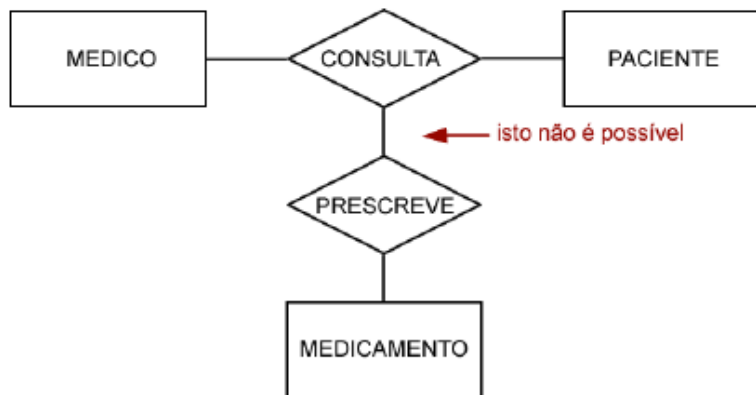 MEDICO
CONSULTA
PACIENTE
isto não é possível
PRESCREVE
MEDICAMENTO